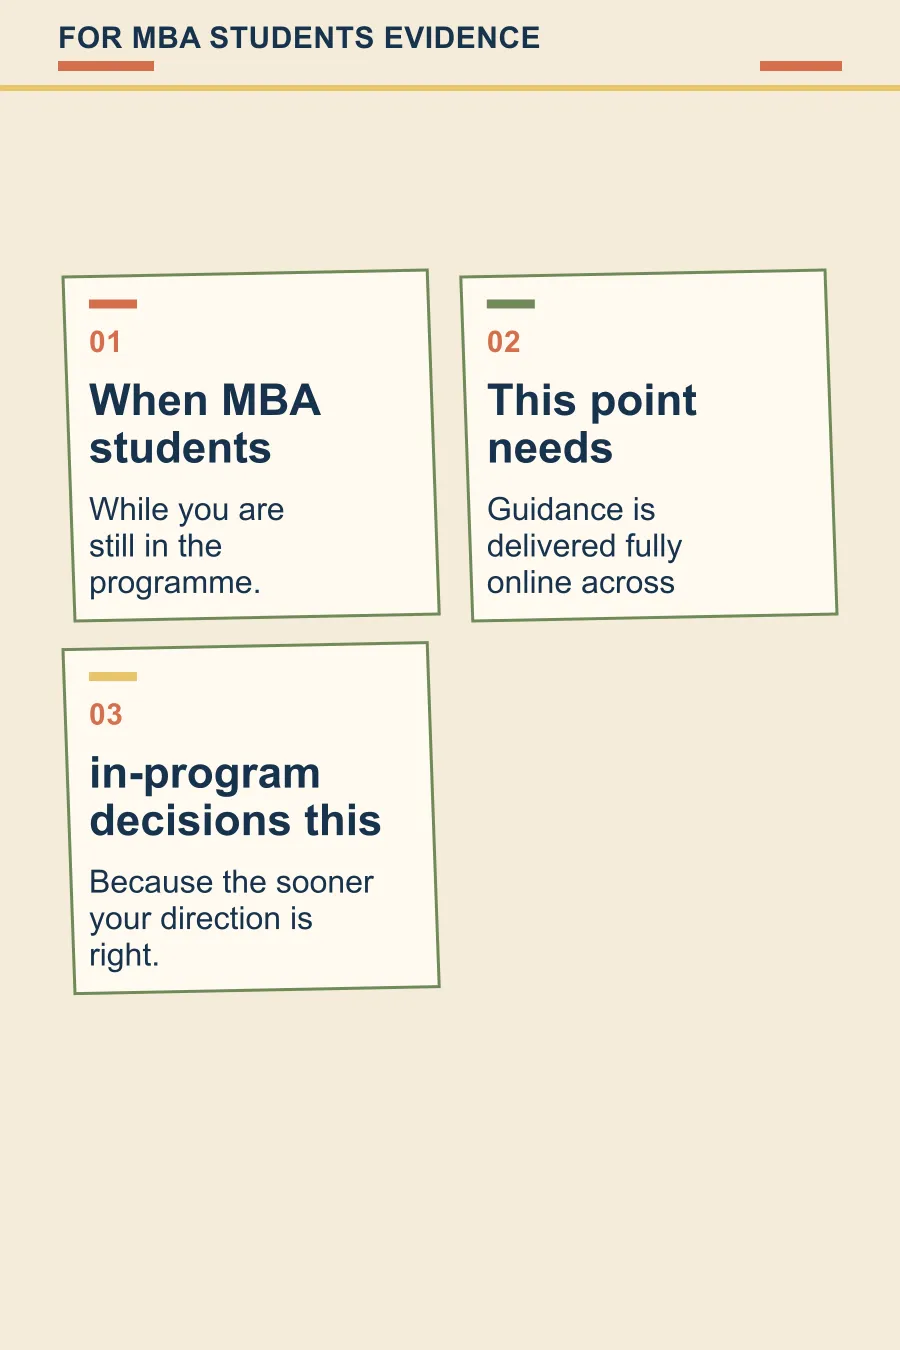 FOR MBA STUDENTS EVIDENCE
01
When MBA
students
While you are
still in the
programme.
02
This point
needs
Guidance is
delivered fully
online across
03
in-program
decisions this
Because the sooner
your direction is
right.